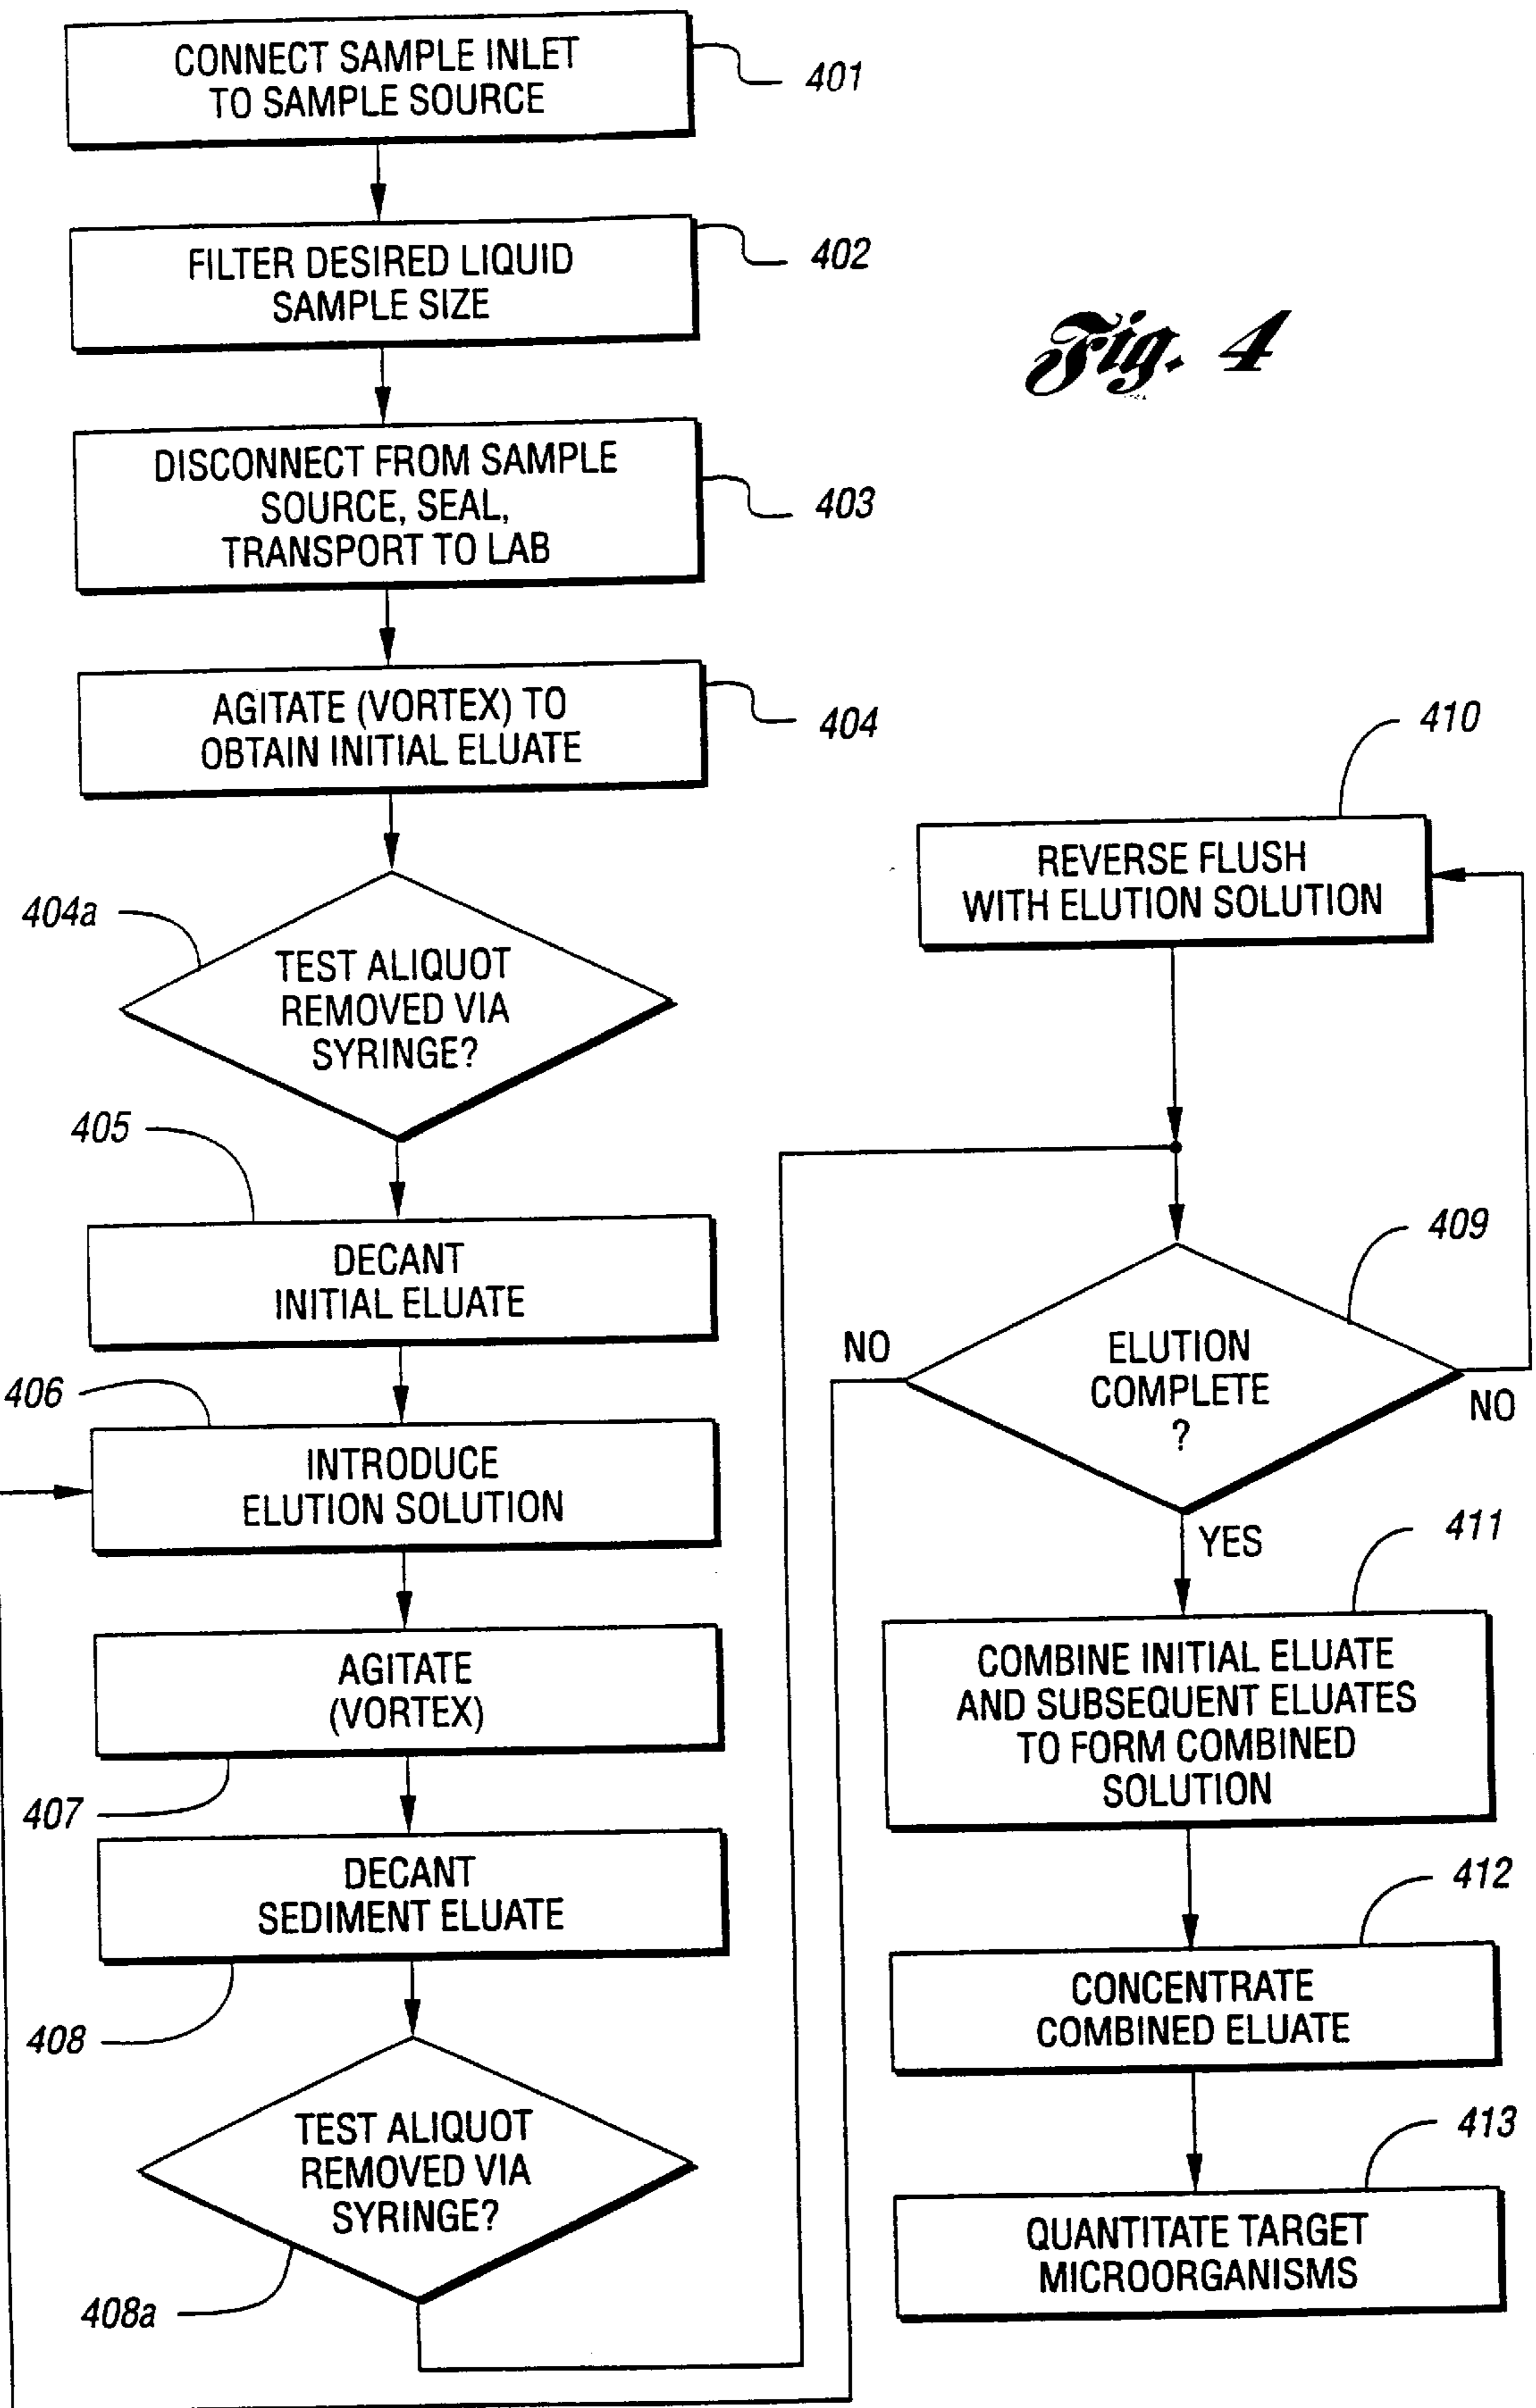 CONNECT SAMPLE INLET
TO SAMPLE SOURCE
401
FILTER DESIRED LIQUID
SAMPLE SIZE
402
Fig. 4
DISCONNECT FROM SAMPLE
SOURCE, SEAL,
TRANSPORT TO LAB
403
AGITATE (VORTEX) TO
OBTAIN INITIAL ELUATE
404
404a
TEST ALIQUOT
REMOVED VIA
SYRINGE?
405
DECANT
INITIAL ELUATE
406
INTRODUCE
ELUTION SOLUTION
AGITATE
(VORTEX)
407
DECANT
SEDIMENT ELUATE
408
TEST ALIQUOT
REMOVED VIA
SYRINGE?
408a
410
REVERSE FLUSH
WITH ELUTION SOLUTION
409
NO
ELUTION
COMPLETE
?
NO
YES
411
COMBINE INITIAL ELUATE
AND SUBSEQUENT ELUATES
TO FORM COMBINED
SOLUTION
412
CONCENTRATE
COMBINED ELUATE
413
QUANTITATE TARGET
MICROORGANISMS